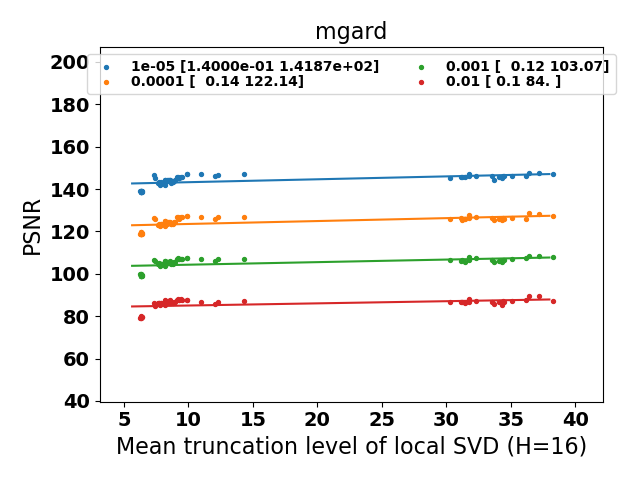 mgard
1e-05 [1.4000e-01 1.4187e+02]
0.0001 [  0.14 122.14]
0.001 [  0.12 103.07]
0.01 [ 0.1 84. ]
PSNR
200
180
160
140
120
100
80
60
40
5 10 15 20 25 30 35 40
Mean truncation level of local SVD (H=16)